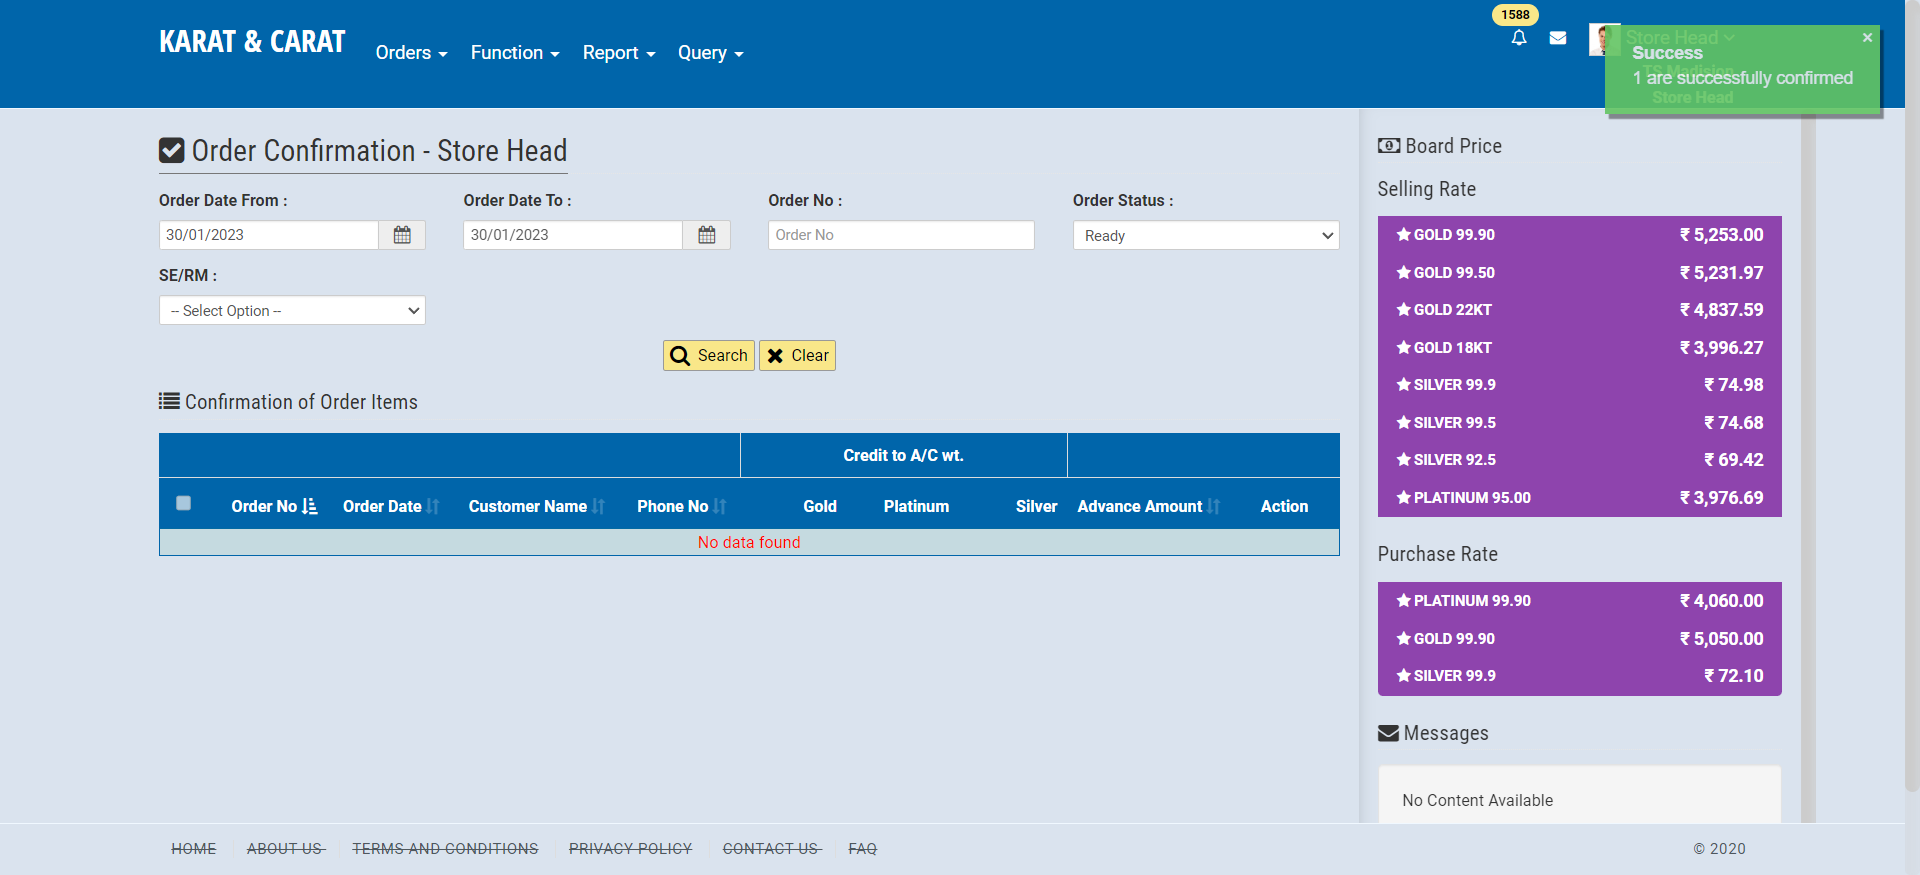 KARAT & CARAT
Orders
Function
Report
Query
1588
Store Head
TS Madision
Store Head
Success
1 are successfully confirmed
×
Order Confirmation - Store Head
Order Date From :
Order Date To :
Order No :
Order Status :
30/01/2023
30/01/2023
Order No
Ready
SE/RM :
-- Select Option --
Search
Clear
Confirmation of Order Items
Credit to A/C wt.
Order No
Order Date
Customer Name
Phone No
Gold
Platinum
Silver
Advance Amount
Action
No data found
Board Price
Selling Rate
GOLD 99.90 ₹ 5,253.00
GOLD 99.50 ₹ 5,231.97
GOLD 22KT ₹ 4,837.59
GOLD 18KT ₹ 3,996.27
SILVER 99.9 ₹ 74.98
SILVER 99.5 ₹ 74.68
SILVER 92.5 ₹ 69.42
PLATINUM 95.00 ₹ 3,976.69
Purchase Rate
PLATINUM 99.90 ₹ 4,060.00
GOLD 99.90 ₹ 5,050.00
SILVER 99.9 ₹ 72.10
Messages
No Content Available
HOME
ABOUT US
TERMS AND CONDITIONS
PRIVACY POLICY
CONTACT US
FAQ
© 2020